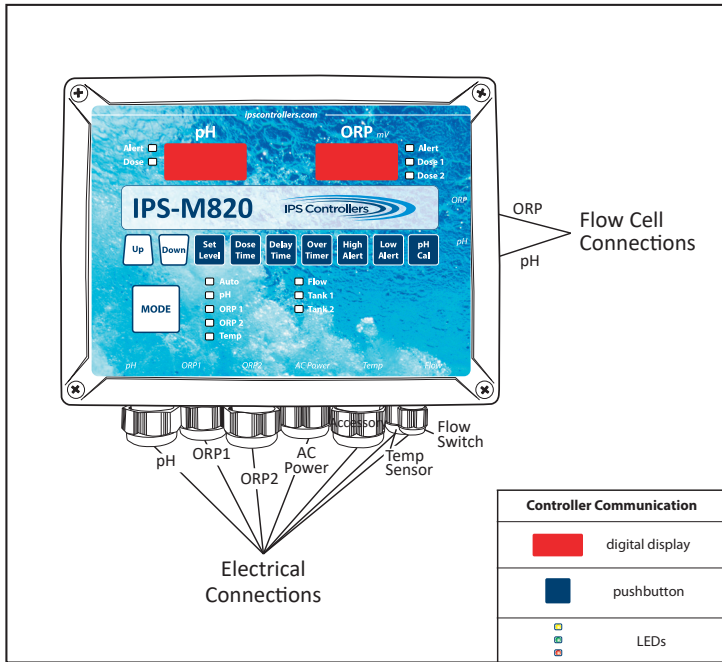 ipscontrollers.com
pH
ORP mV
Alert
Dose
Alert
Dose 1
Dose 2
IPS-M820
IPS Controllers
ORP
pH
Up
Down
Set Level
Dose Time
Delay Time
Over Timer
High Alert
Low Alert
pH Cal
MODE
Auto
pH
ORP 1
ORP 2
Temp
Flow
Tank 1
Tank 2
pH
ORP1
ORP2
AC Power
Temp
Flow
ORP
pH
Flow Cell
Connections
pH
ORP1
ORP2
AC
Power
Accessory
Temp
Sensor
Flow
Switch
Electrical
Connections
Controller Communication
digital display
pushbutton
LEDs